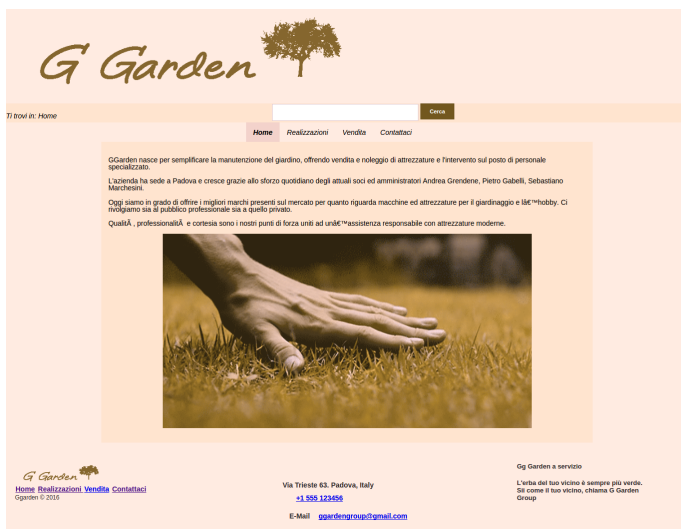 G Garden
Ti trovi in: Home
Cerca
Home Realizzazioni Vendita Contattaci
GGarden nasce per semplificare la manutenzione del giardino, offrendo vendita e noleggio di attrezzature e l'intervento sul posto di personale
specializzato.
L'azienda ha sede a Padova e cresce grazie allo sforzo quotidiano degli attuali soci ed amministratori Andrea Grendene, Pietro Gabelli, Sebastiano
Marchesini.
Oggi siamo in grado di offrire i migliori marchi presenti sul mercato per quanto riguarda macchine ed attrezzature per il giardinaggio e lâ€™hobby. Ci
rivolgiamo sia al pubblico professionale sia a quello privato.
QualitÃ , professionalitÃ  e cortesia sono i nostri punti di forza uniti ad unâ€™assistenza responsabile con attrezzature moderne.
G Garden
Home Realizzazioni Vendita Contattaci
Ggarden © 2016
Via Trieste 63. Padova, Italy
+1 555 123456
E-Mail ggardengroup@gmail.com
Gg Garden a servizio
L'erba del tuo vicino è sempre più verde.
Sii come il tuo vicino, chiama G Garden
Group